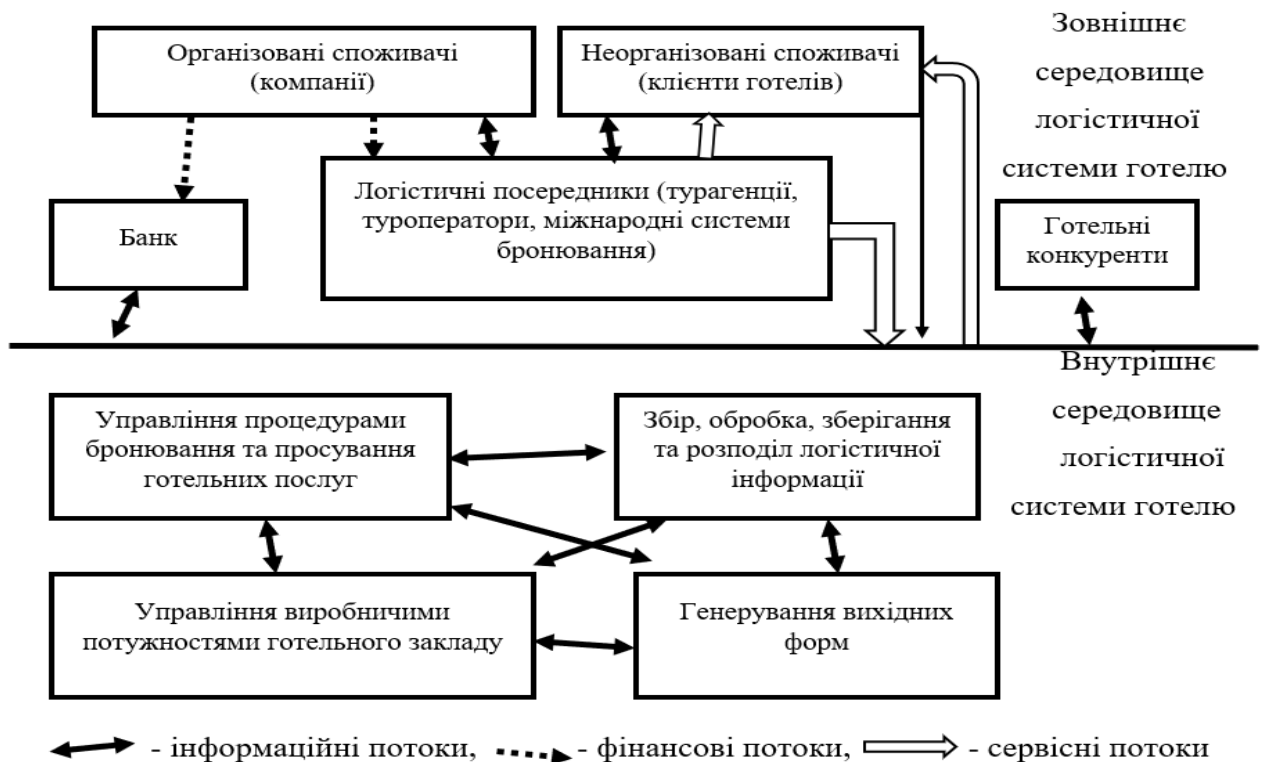 Організовані споживачі
(компанії)
Неорганізовані споживачі
(клієнти готелів)
Зовнішнє
середовище
логістичної
системи готелю
Логістичні посередники (турагенції,
туроператори, міжнародні системи
бронювання)
Банк
Готельні
конкуренти
Внутрішнє
середовище
логістичної
системи готелю
Управління процедурами
бронювання та просування
готельних послуг
Збір, обробка, зберігання
та розподіл логістичної
інформації
Управління виробничими
потужностями готельного закладу
Генерування вихідних
форм
- інформаційні потоки, - фінансові потоки, - сервісні потоки